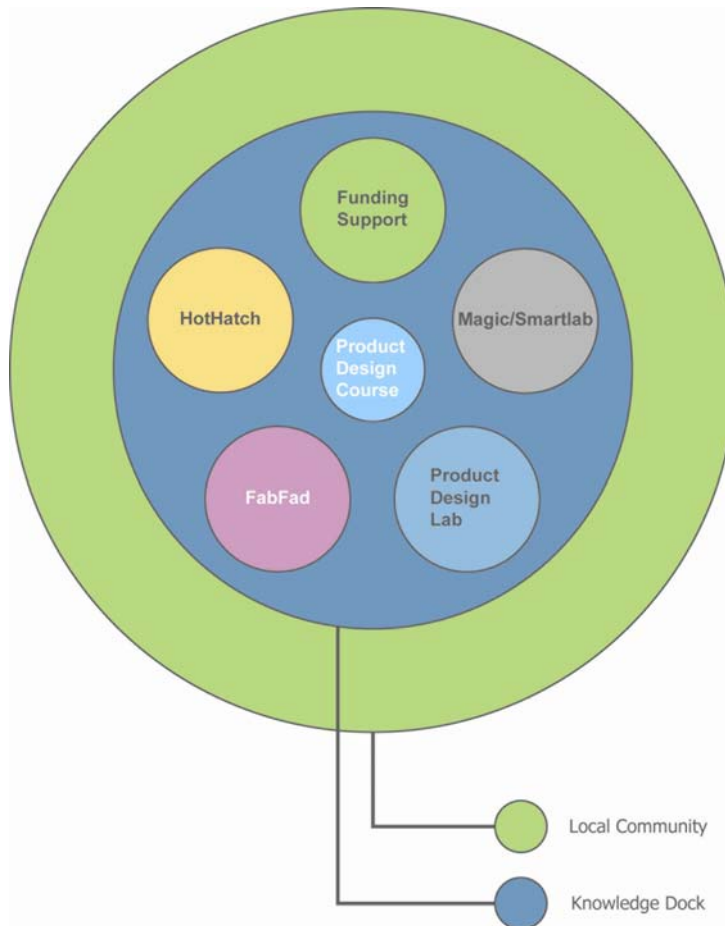 Funding
Support
HotHatch
Magic/Smartlab
Product
Design
Course
FabFad
Product
Design
Lab
Local Community
Knowledge Dock